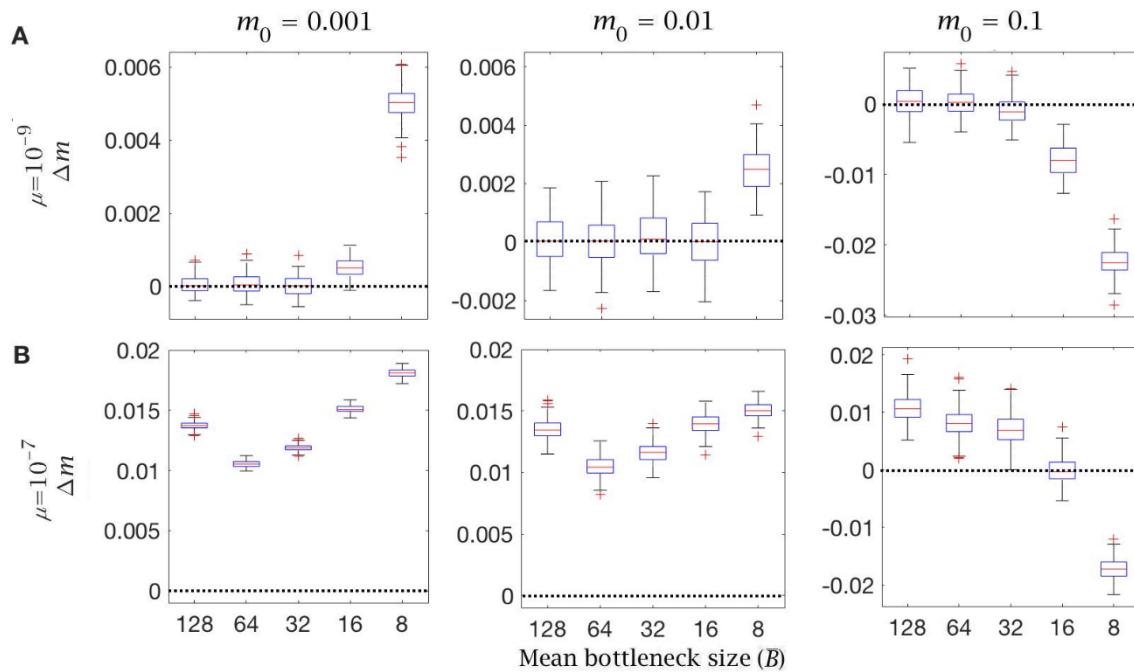 m₀ = 0.001
m₀ = 0.01
m₀ = 0.1
A
μ=10⁻⁹
Δm
0.006
0.004
0.002
0
0.006
0.004
0.002
0
-0.002
0
-0.01
-0.02
-0.03
B
μ=10⁻⁷
Δm
0.02
0.015
0.01
0.005
0
0.02
0.015
0.01
0.005
0
0.02
0.01
0
-0.01
-0.02
128 64 32 16 8
128 64 32 16 8
128 64 32 16 8
Mean bottleneck size (B̅)